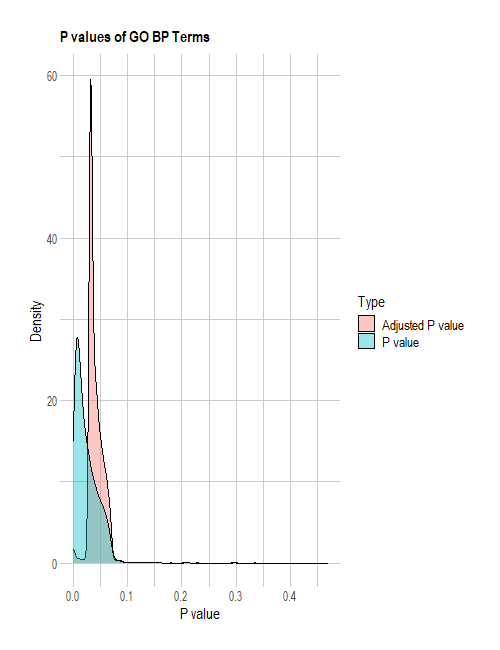 P values of GO BP Terms
60
40
20
0
Density
0.0 0.1 0.2 0.3 0.4
P value
Type
Adjusted P value
P value